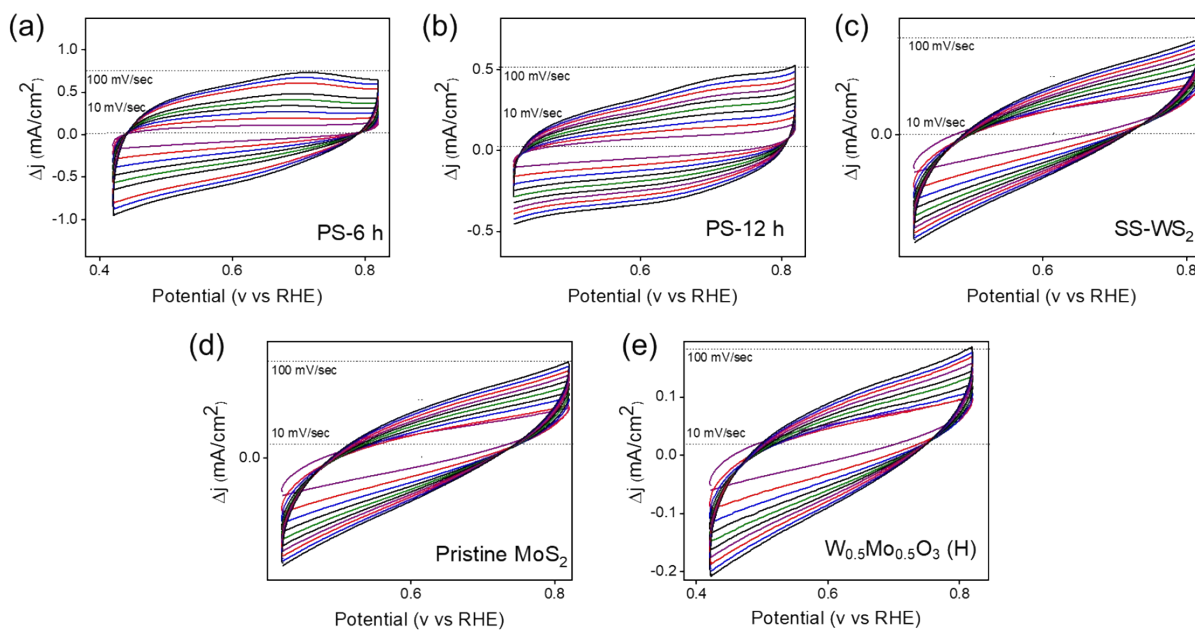 (a)
1.0
0.5
0.0
-0.5
-1.0
100 mV/sec
10 mV/sec
PS-6 h
0.4
0.6
0.8
Δj (mA/cm²)
Potential (v vs RHE)
(b)
0.5
0.0
-0.5
100 mV/sec
10 mV/sec
PS-12 h
0.6
0.8
Δj (mA/cm²)
Potential (v vs RHE)
(c)
0.0
100 mV/sec
10 mV/sec
SS-WS₂
0.6
0.8
Δj (mA/cm²)
Potential (v vs RHE)
(d)
0.0
100 mV/sec
10 mV/sec
Pristine MoS₂
0.6
0.8
Δj (mA/cm²)
Potential (v vs RHE)
(e)
0.1
0.0
-0.1
-0.2
100 mV/sec
10 mV/sec
W₀.₅Mo₀.₅O₃ (H)
0.4
0.6
0.8
Δj (mA/cm²)
Potential (v vs RHE)